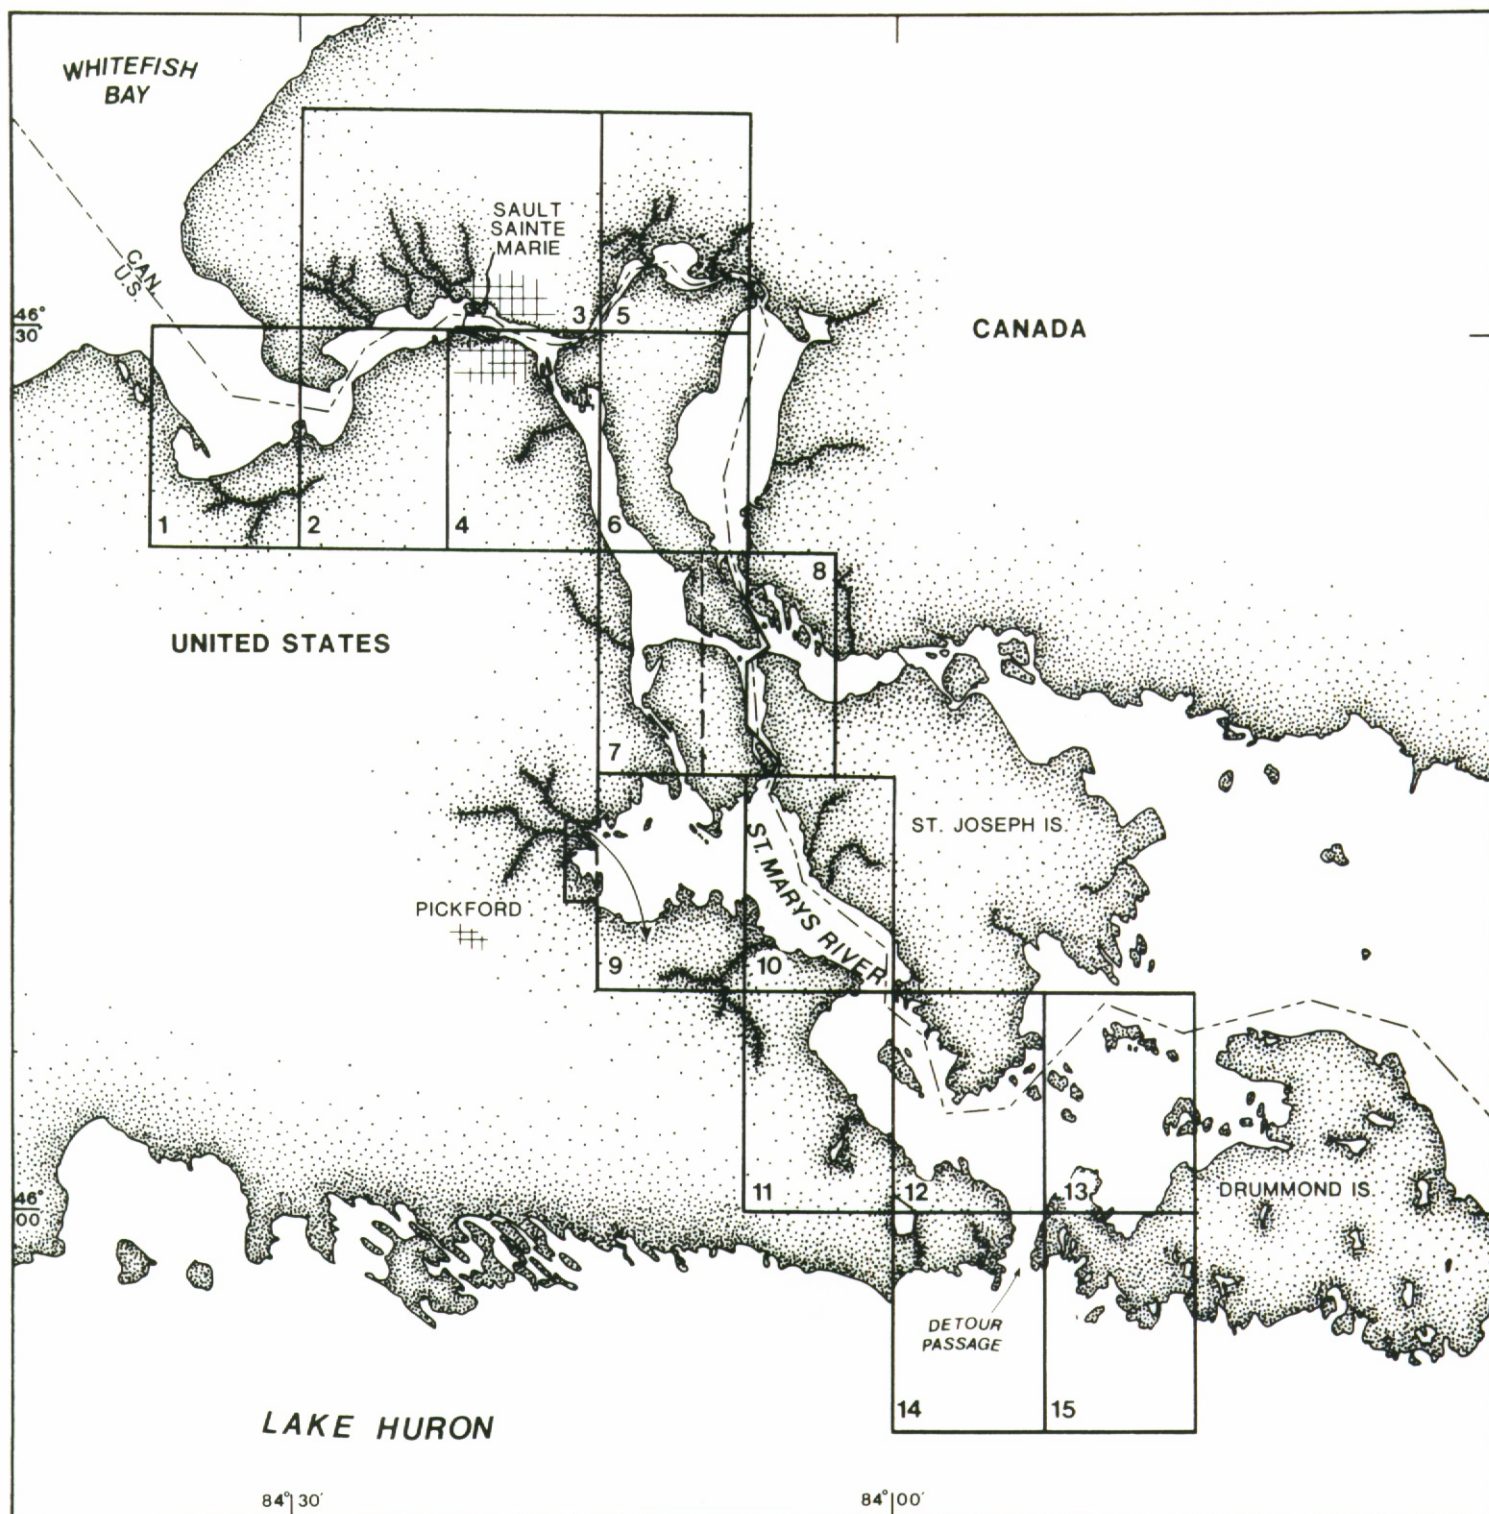 WHITEFISH
BAY
SAULT
SAINTE
MARIE
CAN
U.S.
46°
30
3
5
CANADA
1
2
4
6
8
UNITED STATES
7
ST. JOSEPH IS.
ST. MARYS RIVER
PICKFORD
9
10
46°
00
11
12
13
DRUMMOND IS.
DETOUR
PASSAGE
14
15
LAKE HURON
84° 30'
84° 00'